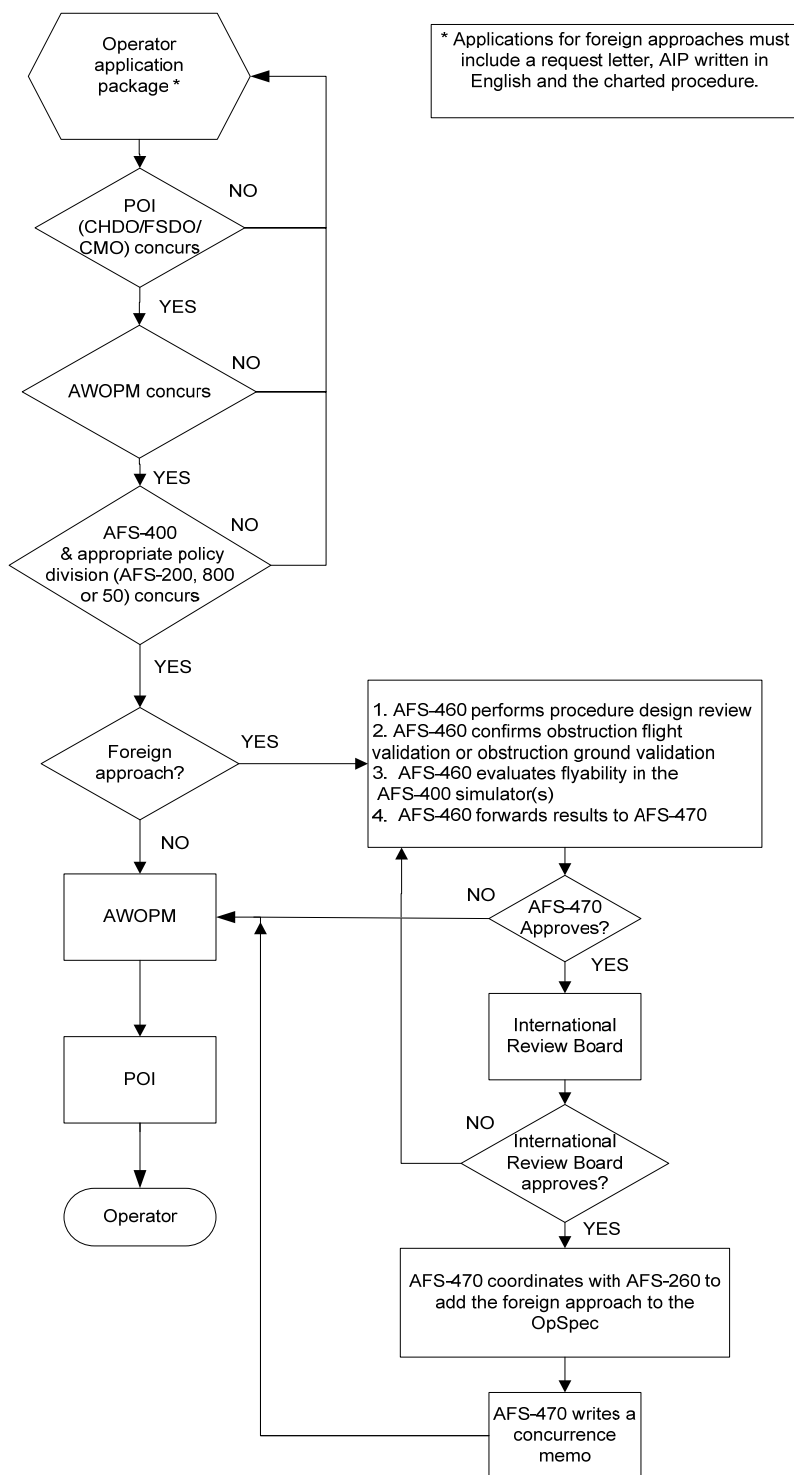 Operator
application
package *
* Applications for foreign approaches must
include a request letter, AIP written in
English and the charted procedure.
NO
POI
(CHDO/FSDO/
CMO) concurs
YES
NO
AWOPM concurs
YES
NO
AFS-400
& appropriate policy
division (AFS-200, 800
or 50) concurs
YES
Foreign
approach?
YES
1. AFS-460 performs procedure design review
2. AFS-460 confirms obstruction flight
validation or obstruction ground validation
3. AFS-460 evaluates flyability in the
AFS-400 simulator(s)
4. AFS-460 forwards results to AFS-470
NO
AWOPM
NO
AFS-470
Approves?
YES
International
Review Board
POI
NO
International
Review Board
approves?
Operator
YES
AFS-470 coordinates with AFS-260 to
add the foreign approach to the
OpSpec
AFS-470 writes a
concurrence
memo